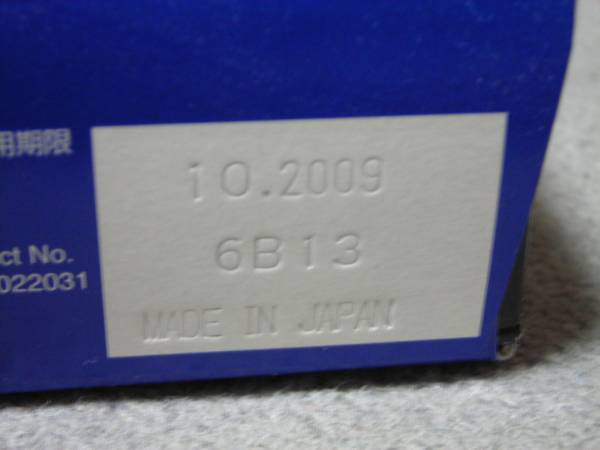 用期限
10.2009
6B13
ct No.
022031
MADE IN JAPAN